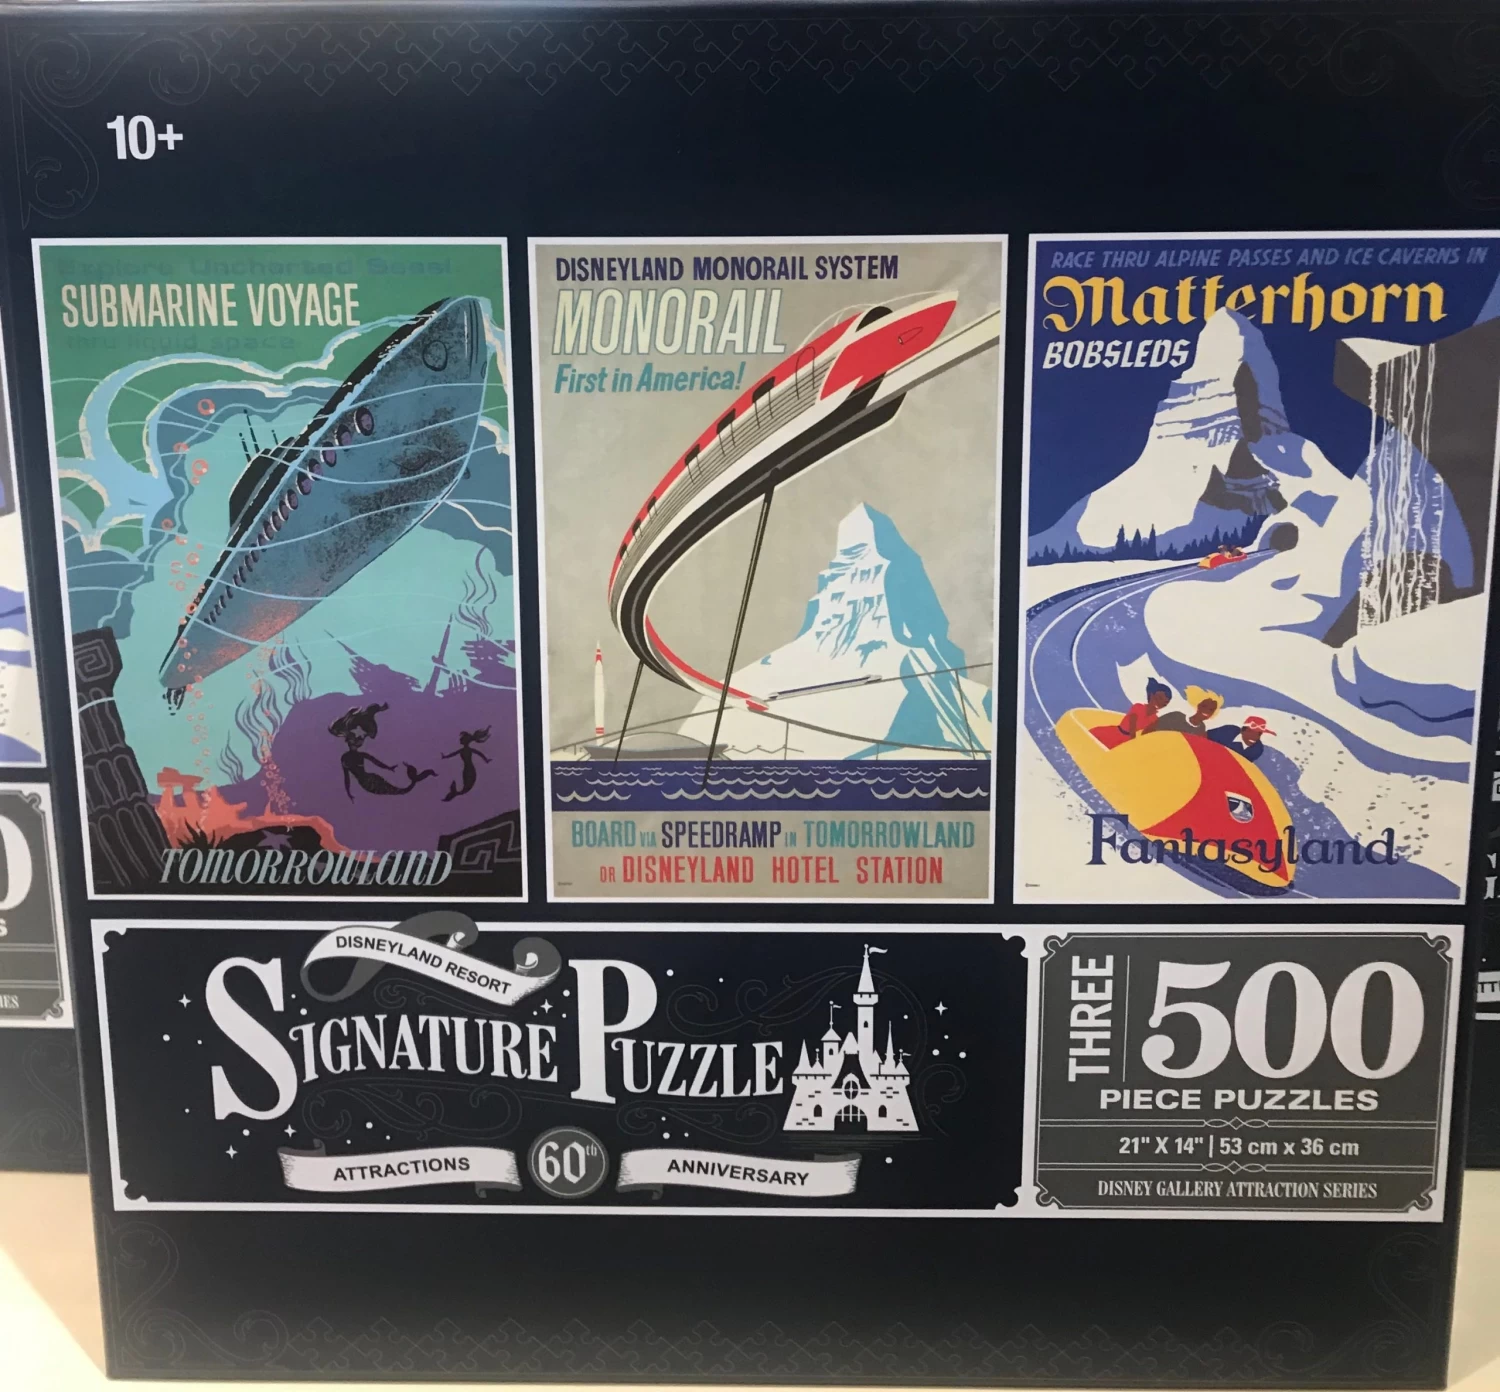 10+
Explore Uncharted Seas!
SUBMARINE VOYAGE
thru liquid space
TOMORROWLAND
DISNEYLAND MONORAIL SYSTEM
MONORAIL
First in America!
BOARD VIA SPEEDRAMP IN TOMORROWLAND
OR DISNEYLAND HOTEL STATION
RACE THRU ALPINE PASSES AND ICE CAVERNS IN
Matterhorn
BOBSLEDS
Fantasyland
DISNEYLAND RESORT
SIGNATURE PUZZLE
ATTRACTIONS 60th ANNIVERSARY
THREE 500
PIECE PUZZLES
21" X 14" | 53 cm x 36 cm
DISNEY GALLERY ATTRACTION SERIES